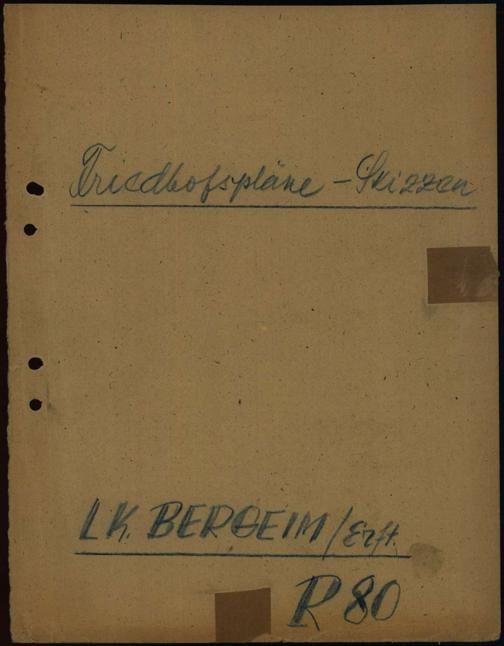 Friedhofspläne - Skizzen
LK. BERGEIM/Erft.
R 80